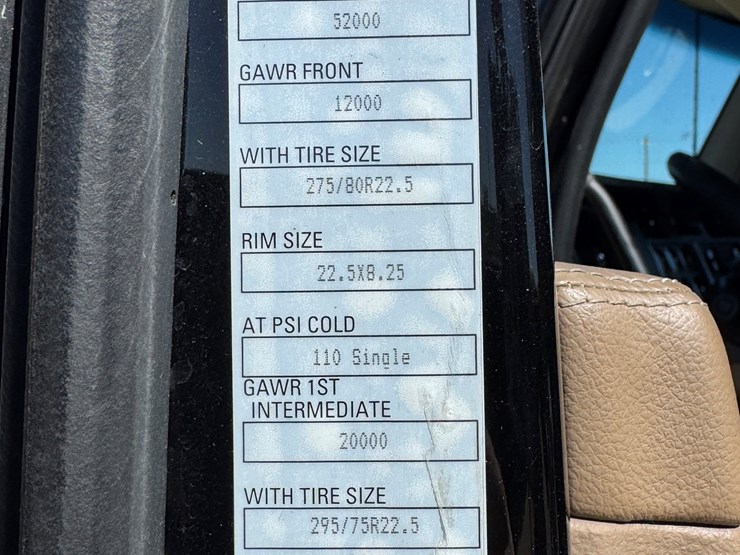 52000
GAWR FRONT
12000
WITH TIRE SIZE
275/80R22.5
RIM SIZE
22.5X8.25
AT PSI COLD
110 Single
GAWR 1ST
INTERMEDIATE
20000
WITH TIRE SIZE
295/75R22.5